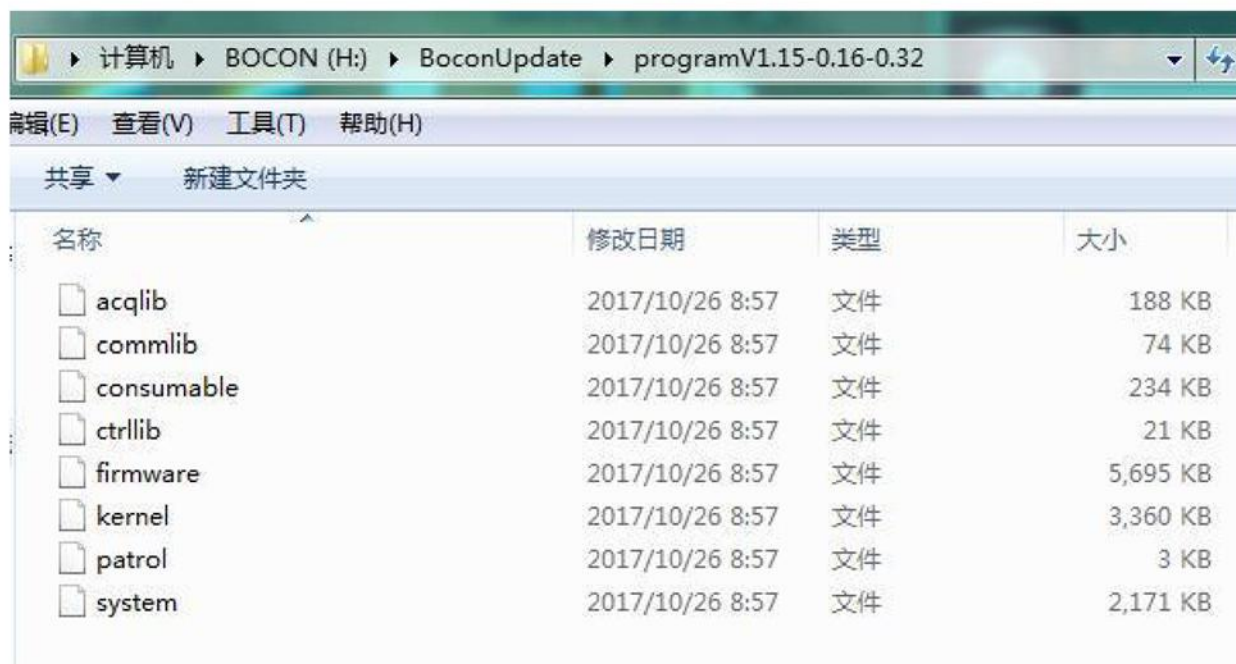 计算机 ▸ BOCON (H:) ▸ BoconUpdate ▸ programV1.15-0.16-0.32
编辑(E) 查看(V) 工具(T) 帮助(H)
共享 新建文件夹
名称 修改日期 类型 大小
acqlib 2017/10/26 8:57 文件 188 KB
commlib 2017/10/26 8:57 文件 74 KB
consumable 2017/10/26 8:57 文件 234 KB
ctrllib 2017/10/26 8:57 文件 21 KB
firmware 2017/10/26 8:57 文件 5,695 KB
kernel 2017/10/26 8:57 文件 3,360 KB
patrol 2017/10/26 8:57 文件 3 KB
system 2017/10/26 8:57 文件 2,171 KB